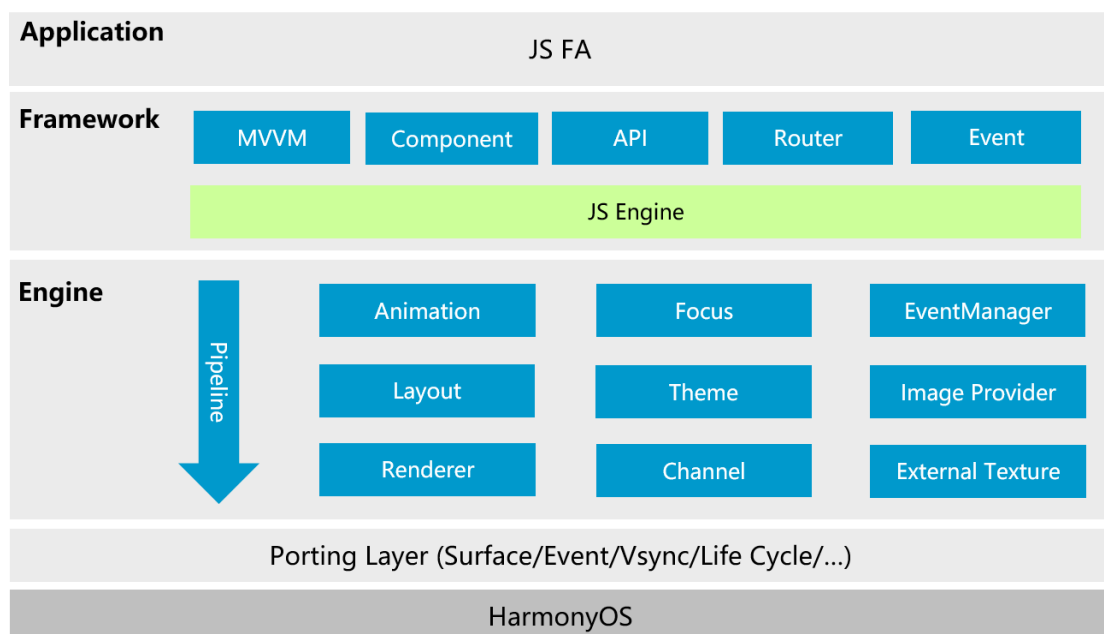 Application
JS FA
Framework
MVVM
Component
API
Router
Event
JS Engine
Engine
Pipeline
Animation
Focus
EventManager
Layout
Theme
Image Provider
Renderer
Channel
External Texture
Porting Layer (Surface/Event/Vsync/Life Cycle/...)
HarmonyOS